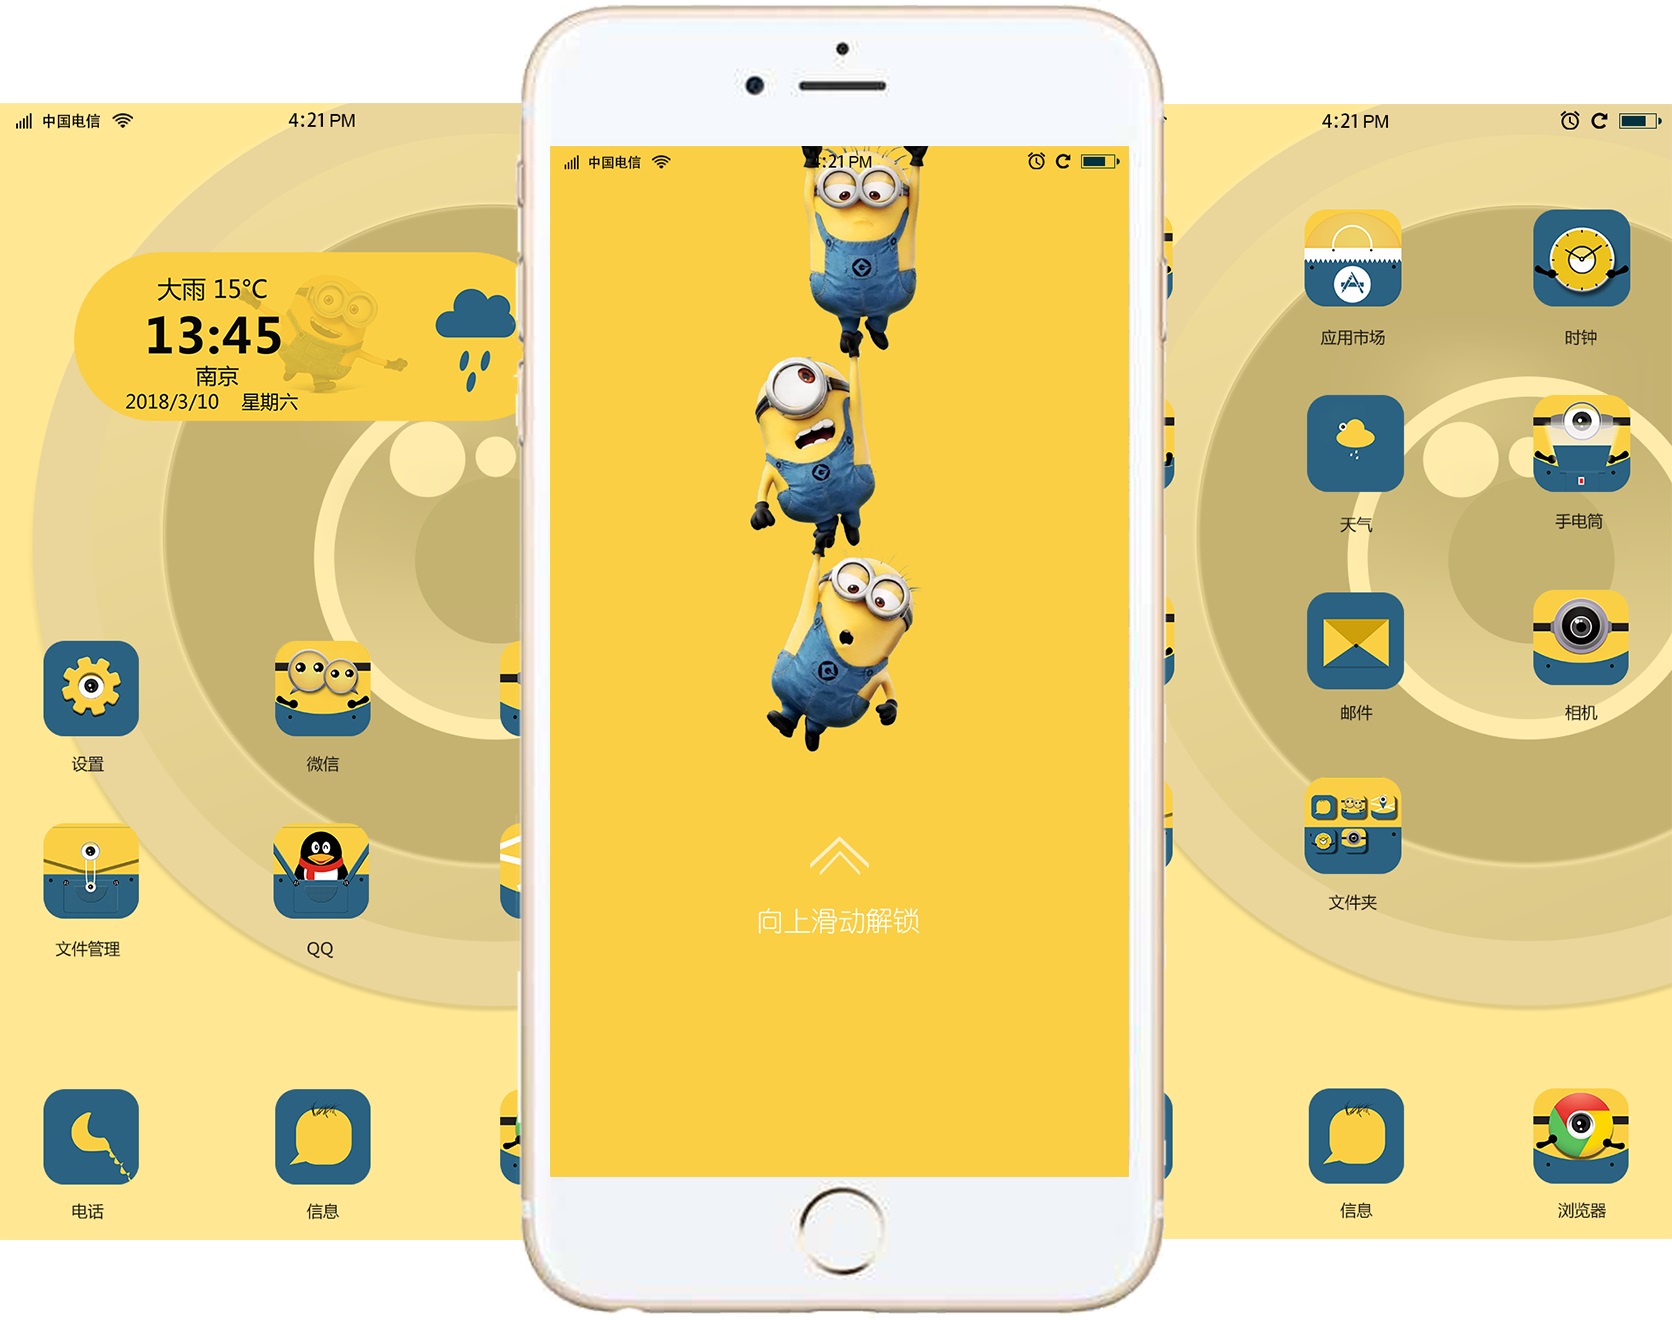 中国电信
4:21 PM
大雨 15°C
13:45
南京
2018/3/10 星期六
设置
微信
文件管理
QQ
电话
信息
中国电信
4:21 PM
向上滑动解锁
4:21 PM
应用市场
时钟
天气
手电筒
邮件
相机
文件夹
信息
浏览器